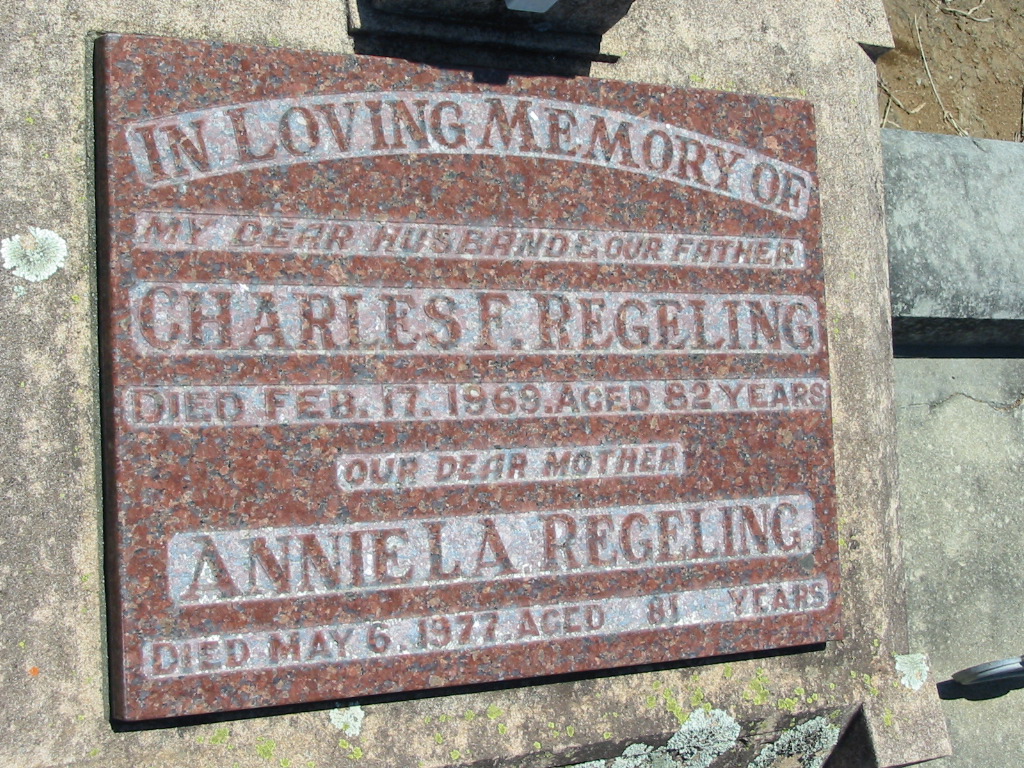 IN LOVING MEMORY OF
MY DEAR HUSBAND & OUR FATHER
CHARLES F. REGELING
DIED FEB. 17. 1969. AGED 82 YEARS
OUR DEAR MOTHER
ANNIE L A. REGELING
DIED MAY 6. 1977. AGED 81 YEARS